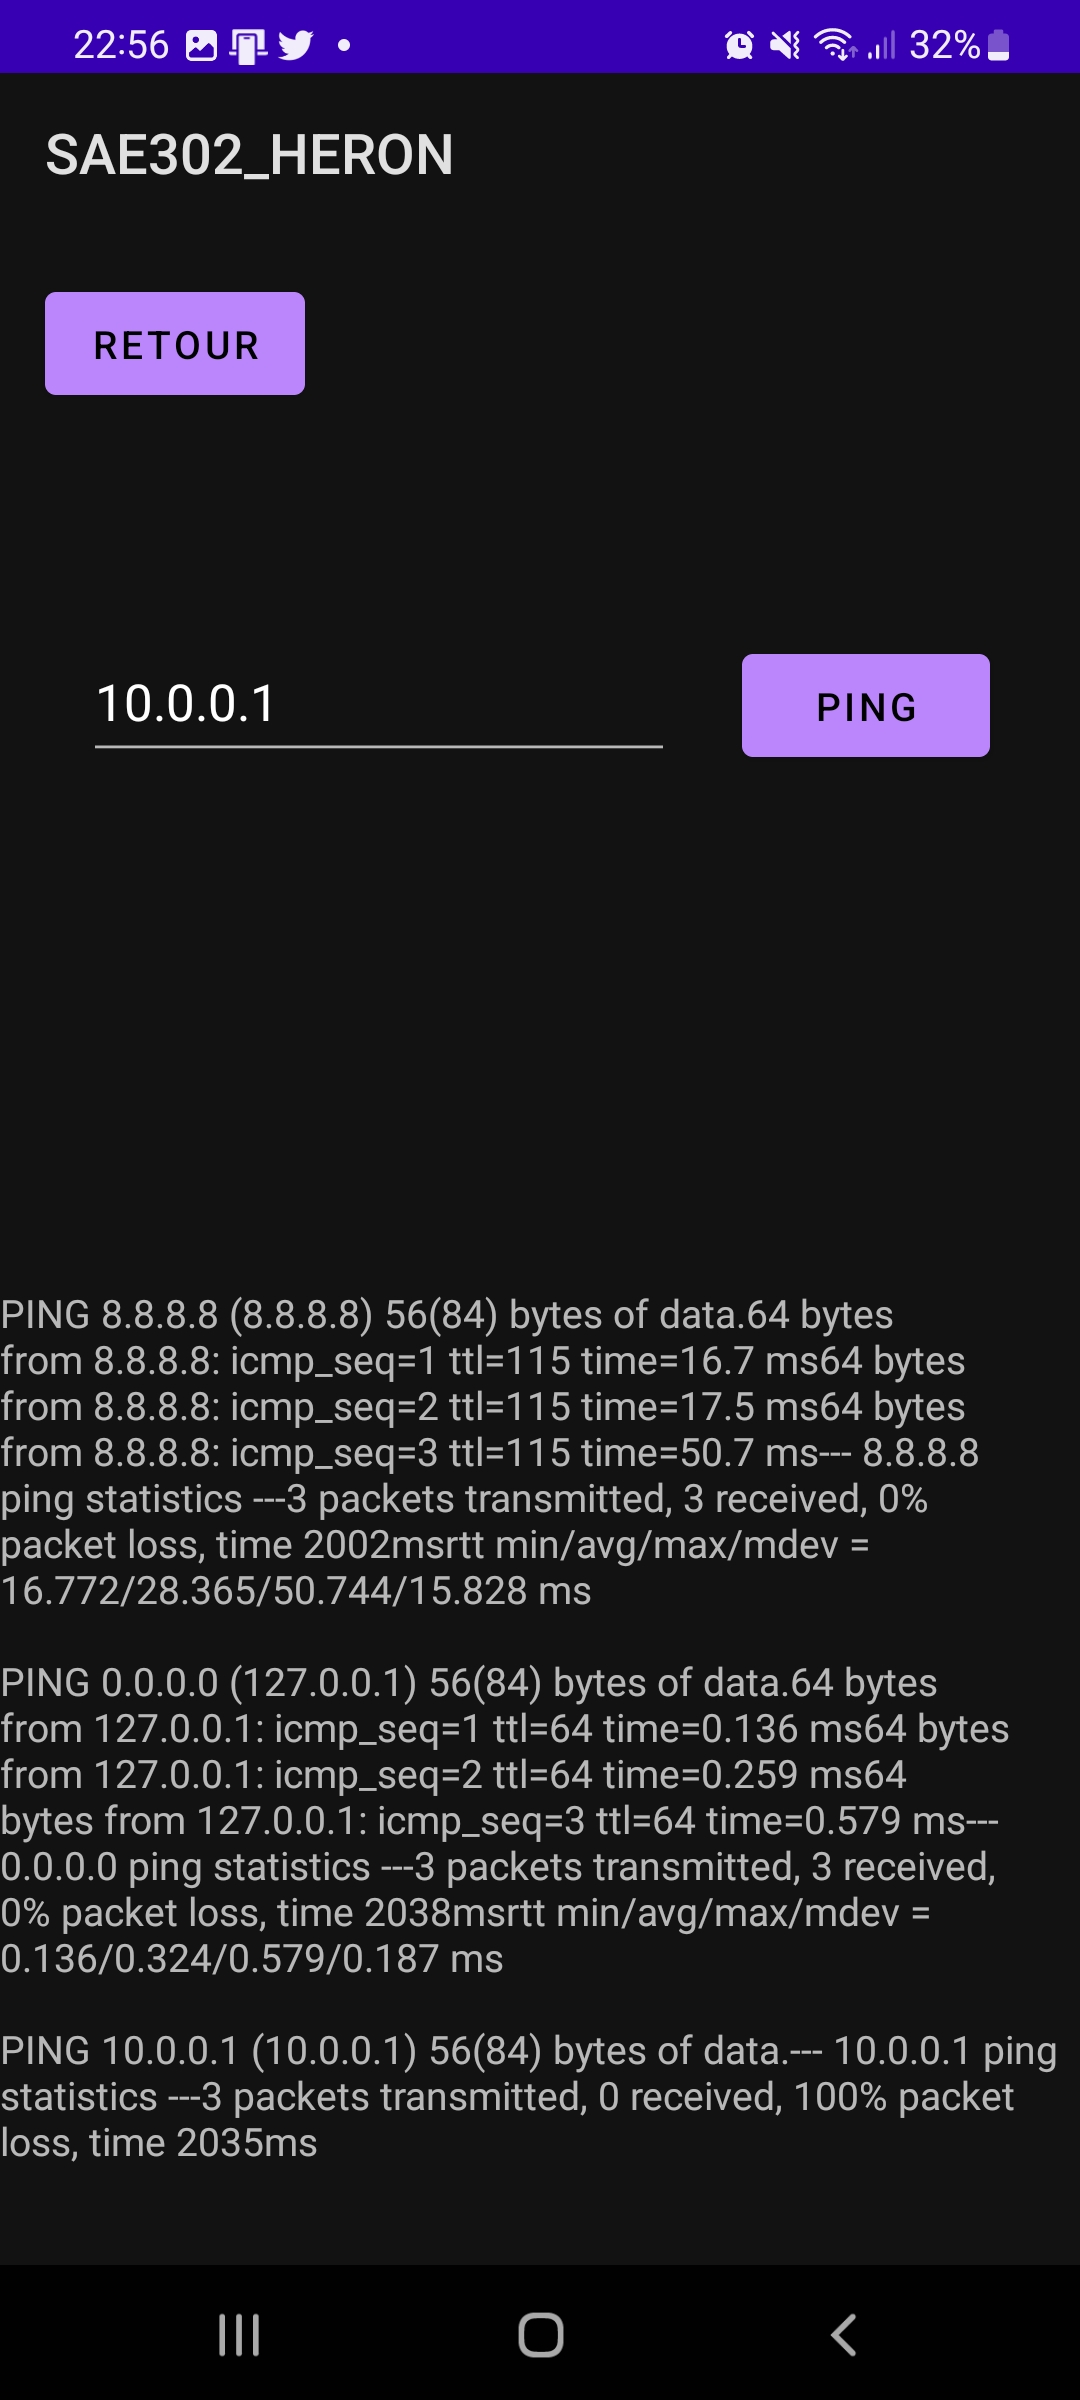 22:56
32%
SAE302_HERON
RETOUR
10.0.0.1
PING
PING 8.8.8.8 (8.8.8.8) 56(84) bytes of data.64 bytes
from 8.8.8.8: icmp_seq=1 ttl=115 time=16.7 ms64 bytes
from 8.8.8.8: icmp_seq=2 ttl=115 time=17.5 ms64 bytes
from 8.8.8.8: icmp_seq=3 ttl=115 time=50.7 ms--- 8.8.8.8
ping statistics ---3 packets transmitted, 3 received, 0%
packet loss, time 2002msrtt min/avg/max/mdev =
16.772/28.365/50.744/15.828 ms
PING 0.0.0.0 (127.0.0.1) 56(84) bytes of data.64 bytes
from 127.0.0.1: icmp_seq=1 ttl=64 time=0.136 ms64 bytes
from 127.0.0.1: icmp_seq=2 ttl=64 time=0.259 ms64
bytes from 127.0.0.1: icmp_seq=3 ttl=64 time=0.579 ms---
0.0.0.0 ping statistics ---3 packets transmitted, 3 received,
0% packet loss, time 2038msrtt min/avg/max/mdev =
0.136/0.324/0.579/0.187 ms
PING 10.0.0.1 (10.0.0.1) 56(84) bytes of data.--- 10.0.0.1 ping
statistics ---3 packets transmitted, 0 received, 100% packet
loss, time 2035ms